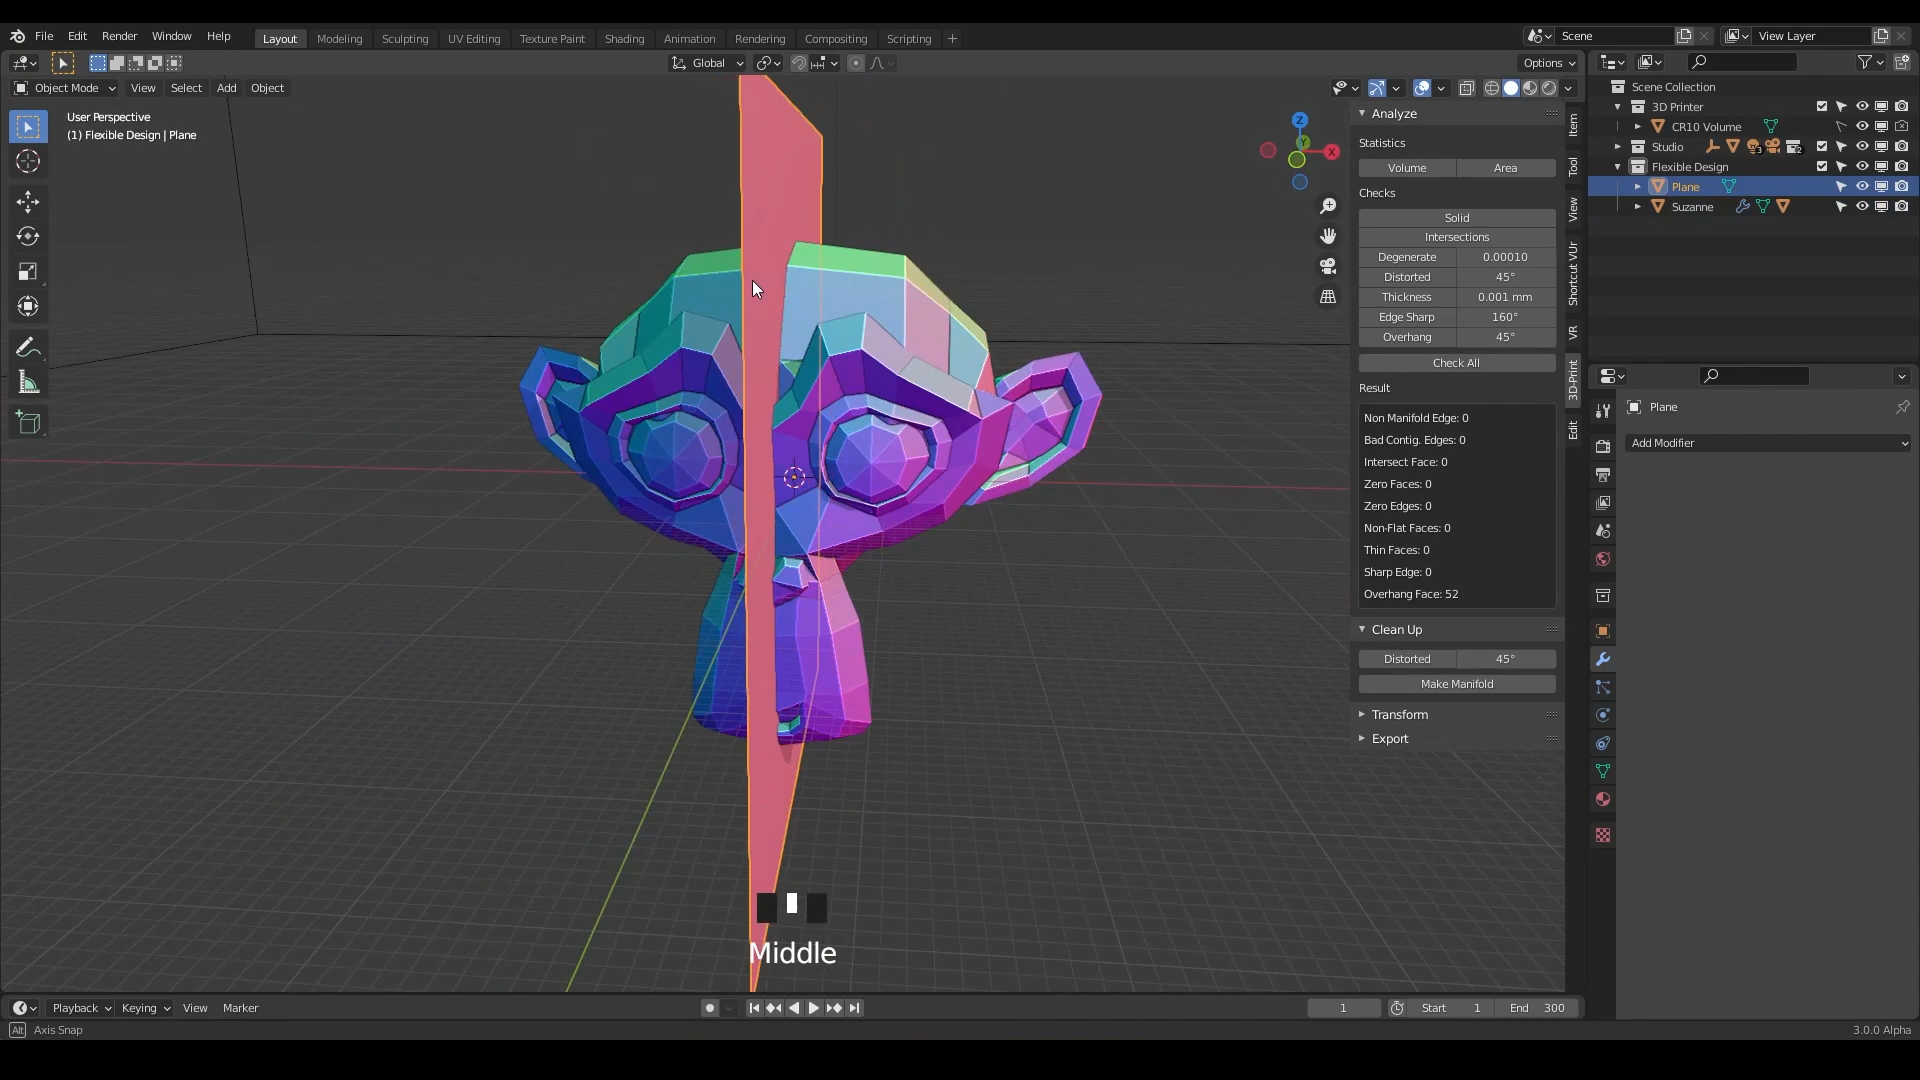 File Edit Render Window Help Layout Modeling Sculpting UV Editing Texture Paint Shading Animation Rendering Compositing Scripting + Scene View Layer
Global Options
Object Mode View Select Add Object
User Perspective
(1) Flexible Design | Plane
Z
Y
X
Analyze
Statistics
Volume Area
Checks
Solid
Intersections
Degenerate 0.00010
Distorted 45°
Thickness 0.001 mm
Edge Sharp 160°
Overhang 45°
Check All
Result
Non Manifold Edge: 0
Bad Contig. Edges: 0
Intersect Face: 0
Zero Faces: 0
Zero Edges: 0
Non-Flat Faces: 0
Thin Faces: 0
Sharp Edge: 0
Overhang Face: 52
Clean Up
Distorted 45°
Make Manifold
Transform
Export
Item
Tool
View
Shortcut VUr
VR
3D-Print
Edit
Scene Collection
3D Printer
CR10 Volume
Studio 3 2
Flexible Design
Plane
Suzanne
Plane
Add Modifier
Middle
Playback Keying View Marker 1 Start 1 End 300
Alt Axis Snap 3.0.0 Alpha